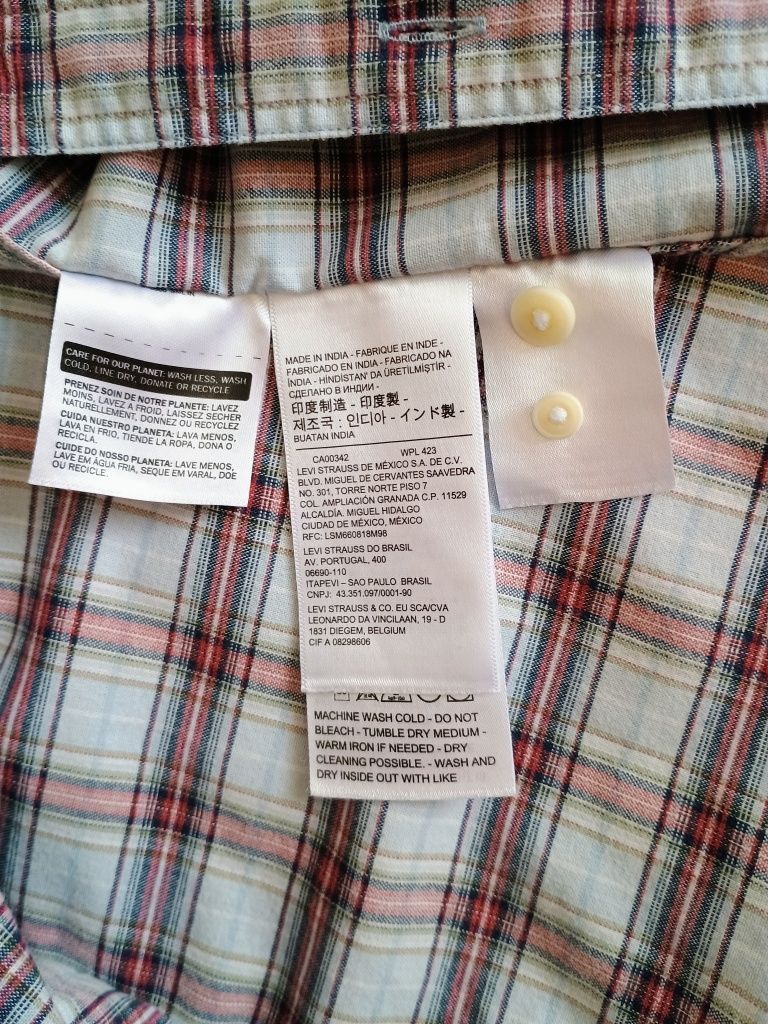 CARE FOR OUR PLANET: WASH LESS, WASH
COLD, LINE DRY, DONATE OR RECYCLE
PRENEZ SOIN DE NOTRE PLANETE: LAVEZ
MOINS, LAVEZ A FROID, LAISSEZ SECHER
NATURELLEMENT, DONNEZ OU RECYCLEZ
CUIDA NUESTRO PLANETA: LAVA MENOS,
LAVA EN FRIO, TIENDE LA ROPA, DONA O
RECICLA.
CUIDE DO NOSSO PLANETA: LAVE MENOS,
LAVE EM ÁGUA FRIA, SEQUE EM VARAL, DOE
OU RECICLE.
MADE IN INDIA - FABRIQUE EN INDE -
FABRICADO EN INDIA - FABRICADO NA
ÍNDIA - HİNDİSTAN' DA ÜRETİLMİŞTİR -
СДЕЛАНО В ИНДИИ -
印度制造 - 印度製 -
제조국 : 인디아 - インド製 -
BUATAN INDIA
CA00342 WPL 423
LEVI STRAUSS DE MÉXICO S.A. DE C.V.
BLVD. MIGUEL DE CERVANTES SAAVEDRA
NO. 301, TORRE NORTE PISO 7
COL. AMPLIACIÓN GRANADA C.P. 11529
ALCALDÍA. MIGUEL HIDALGO
CIUDAD DE MÉXICO, MÉXICO
RFC: LSM660818M98
LEVI STRAUSS DO BRASIL
AV. PORTUGAL, 400
06690-110
ITAPEVI – SAO PAULO BRASIL
CNPJ: 43.351.097/0001-90
LEVI STRAUSS & CO. EU SCA/CVA
LEONARDO DA VINCILAAN, 19 - D
1831 DIEGEM, BELGIUM
CIF A 08298606
MACHINE WASH COLD - DO NOT
BLEACH - TUMBLE DRY MEDIUM -
WARM IRON IF NEEDED - DRY
CLEANING POSSIBLE. - WASH AND
DRY INSIDE OUT WITH LIKE